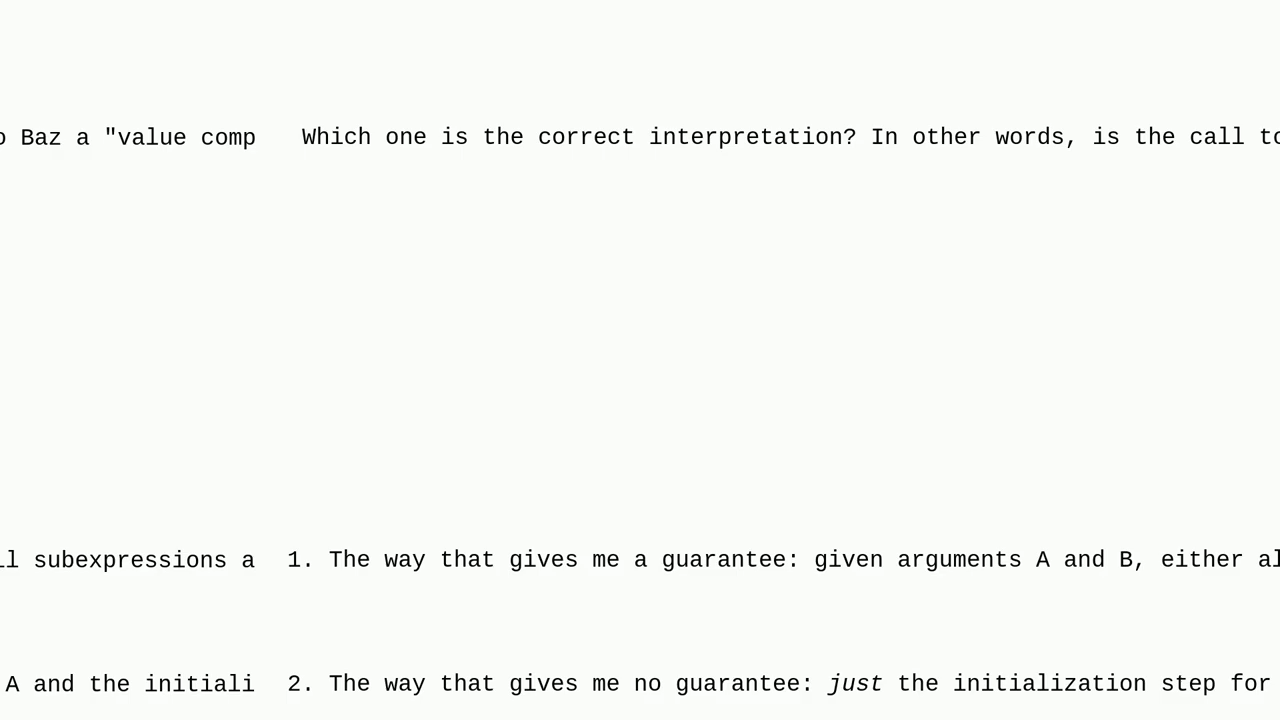 Which one is the correct interpretation? In other words, is the call to Baz a "value comp
1. The way that gives me a guarantee: given arguments A and B, either all subexpressions a
2. The way that gives me no guarantee: just the initialization step for A and the initiali